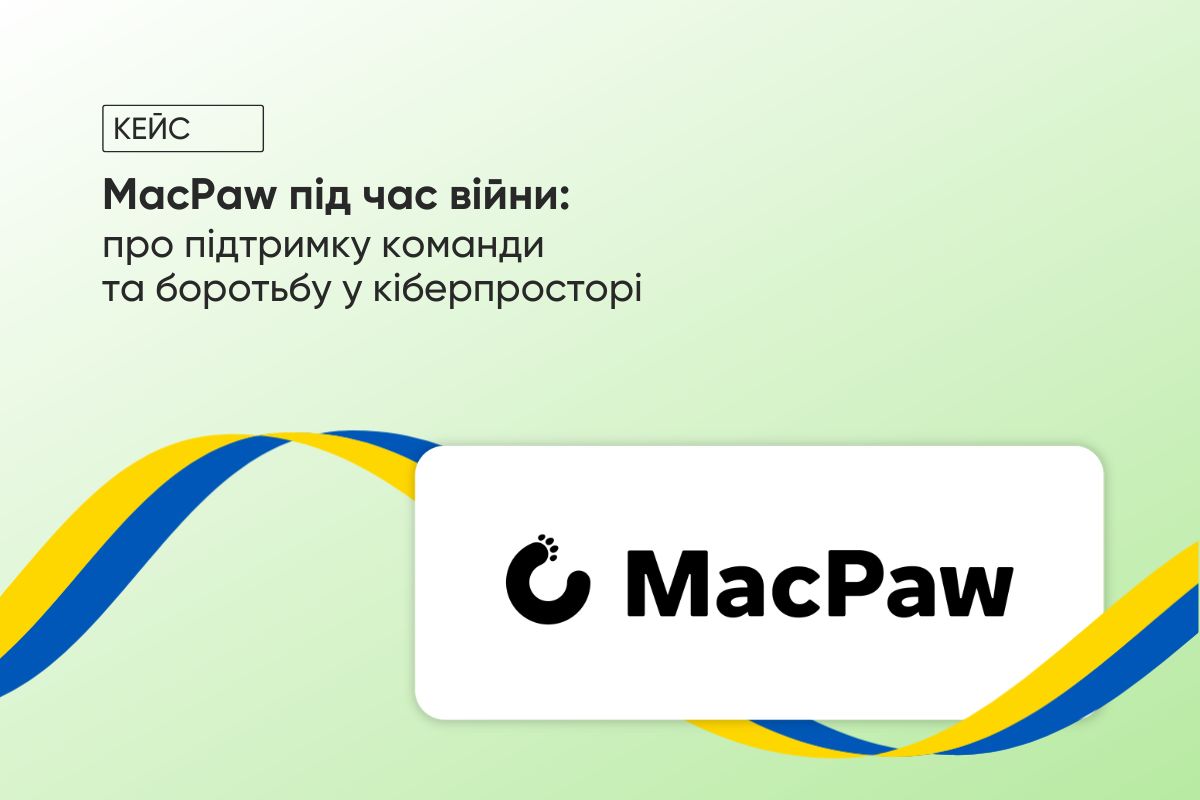 КЕЙС
MacPaw під час війни:
про підтримку команди
та боротьбу у кіберпросторі
MacPaw